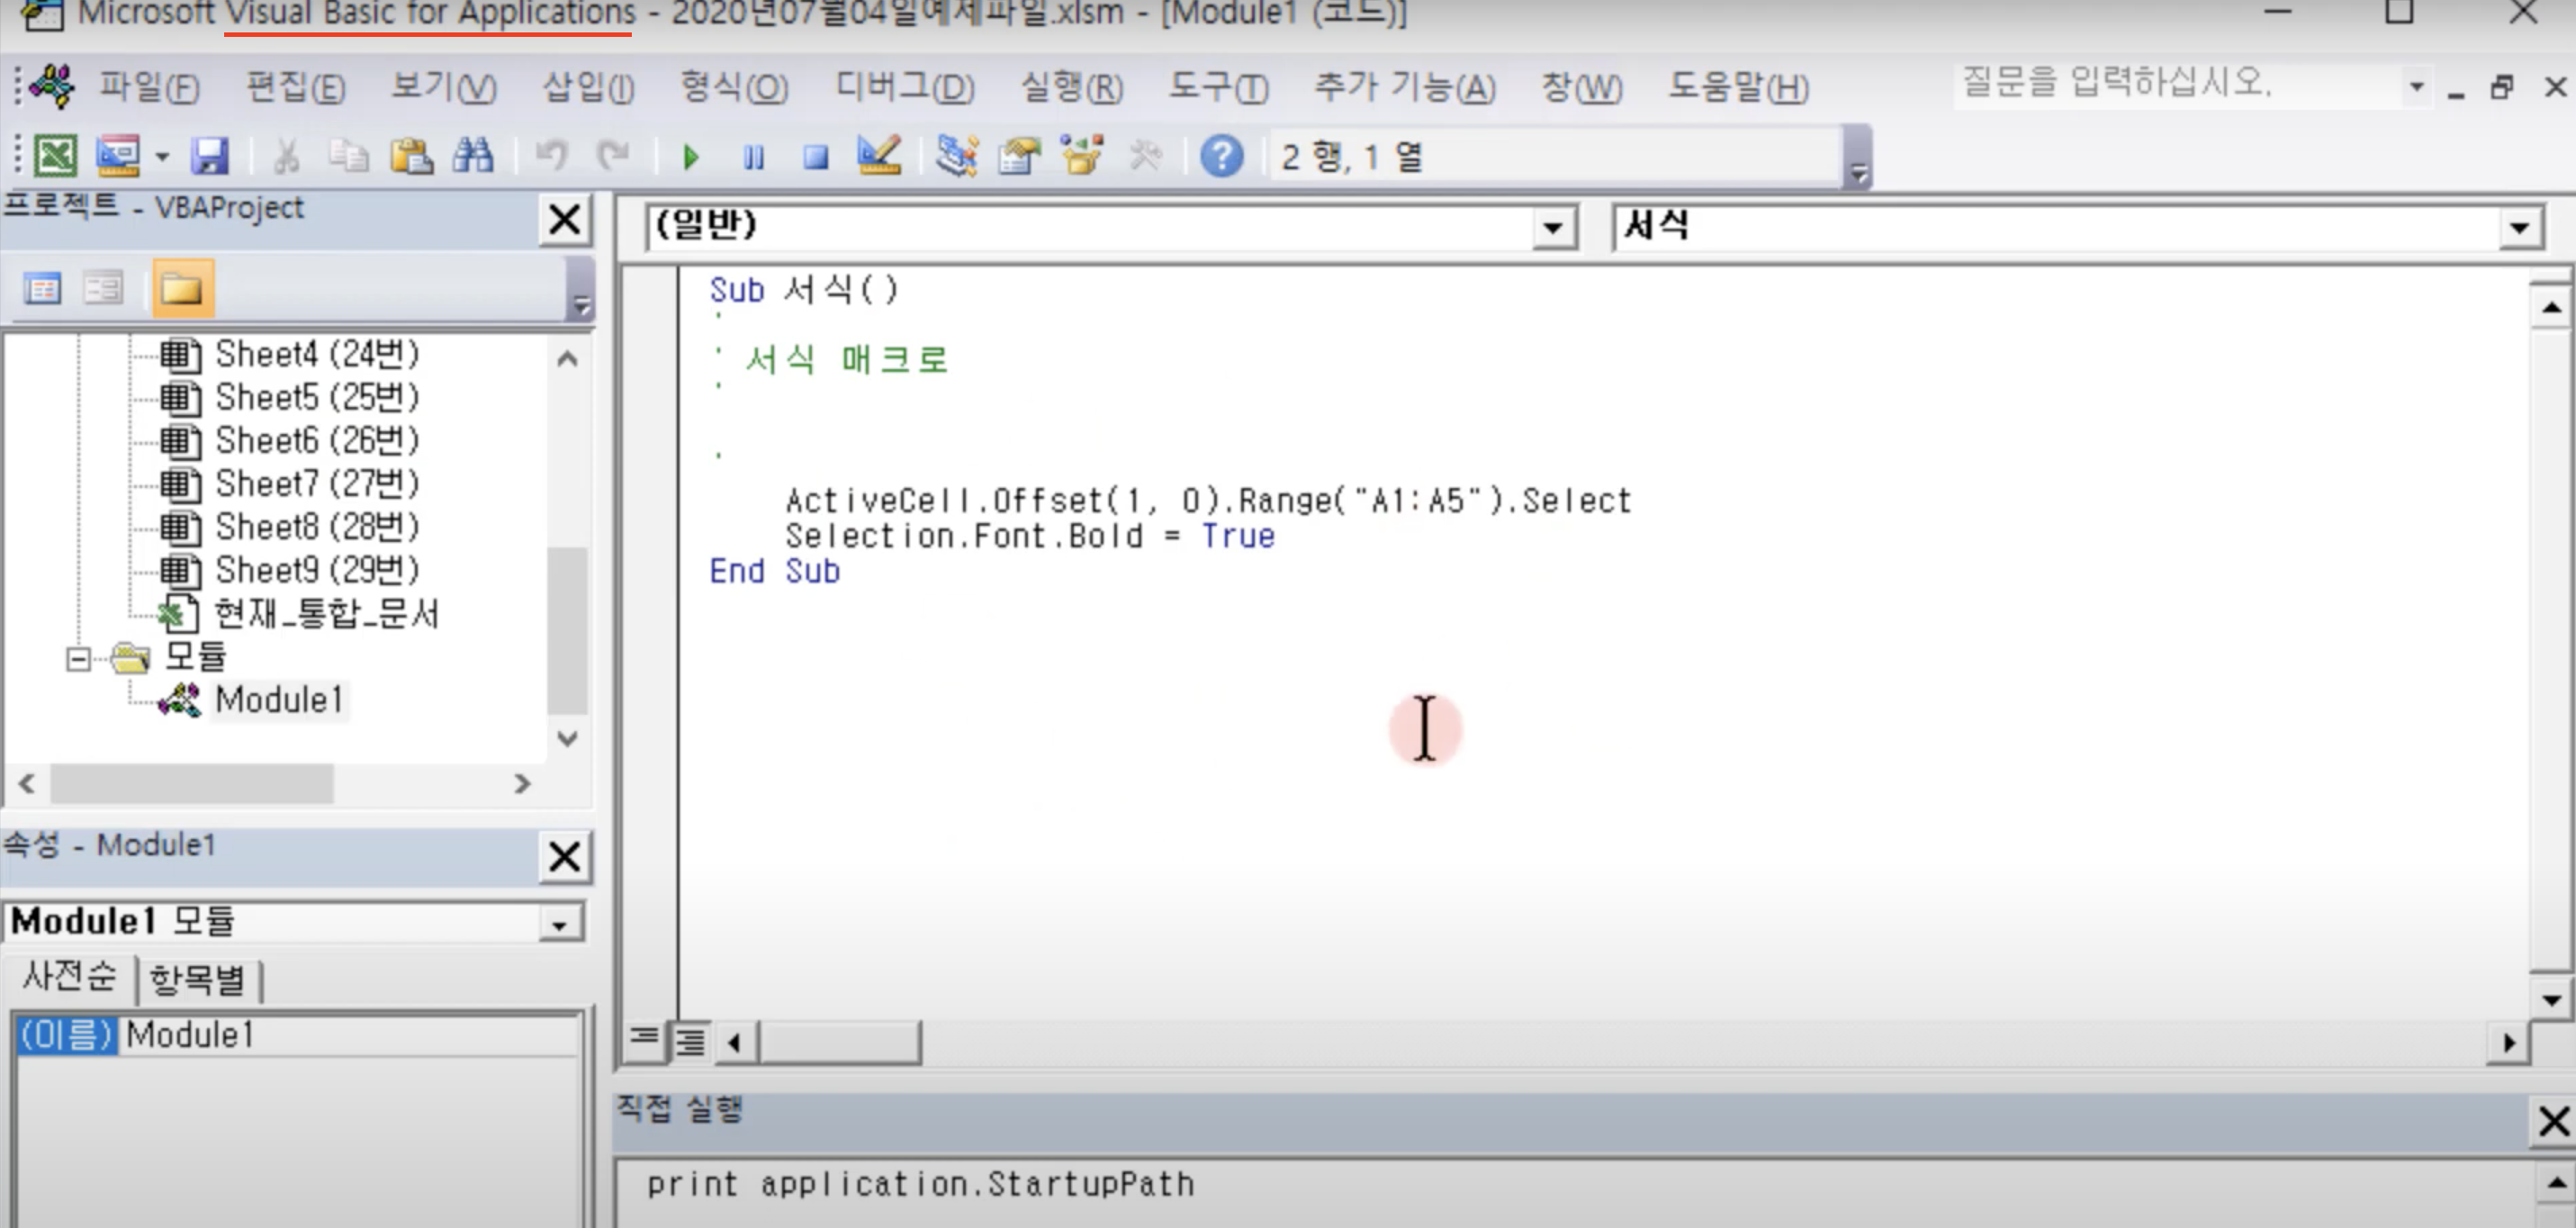 Microsoft Visual Basic for Applications - 2020년07월04일예제파일.xlsm - [Module1 (코드)]
파일(F) 편집(E) 보기(V) 삽입(I) 형식(O) 디버그(D) 실행(R) 도구(T) 추가 기능(A) 창(W) 도움말(H) 질문을 입력하십시오.
2 행, 1 열
프로젝트 - VBAProject
Sheet4 (24번)
Sheet5 (25번)
Sheet6 (26번)
Sheet7 (27번)
Sheet8 (28번)
Sheet9 (29번)
현재_통합_문서
모듈
Module1
속성 - Module1
Module1 모듈
사전순 항목별
(이름) Module1
(일반) 서식
Sub 서식()
'
' 서식 매크로
'
'
ActiveCell.Offset(1, 0).Range("A1:A5").Select
Selection.Font.Bold = True
End Sub
직접 실행
print application.StartupPath